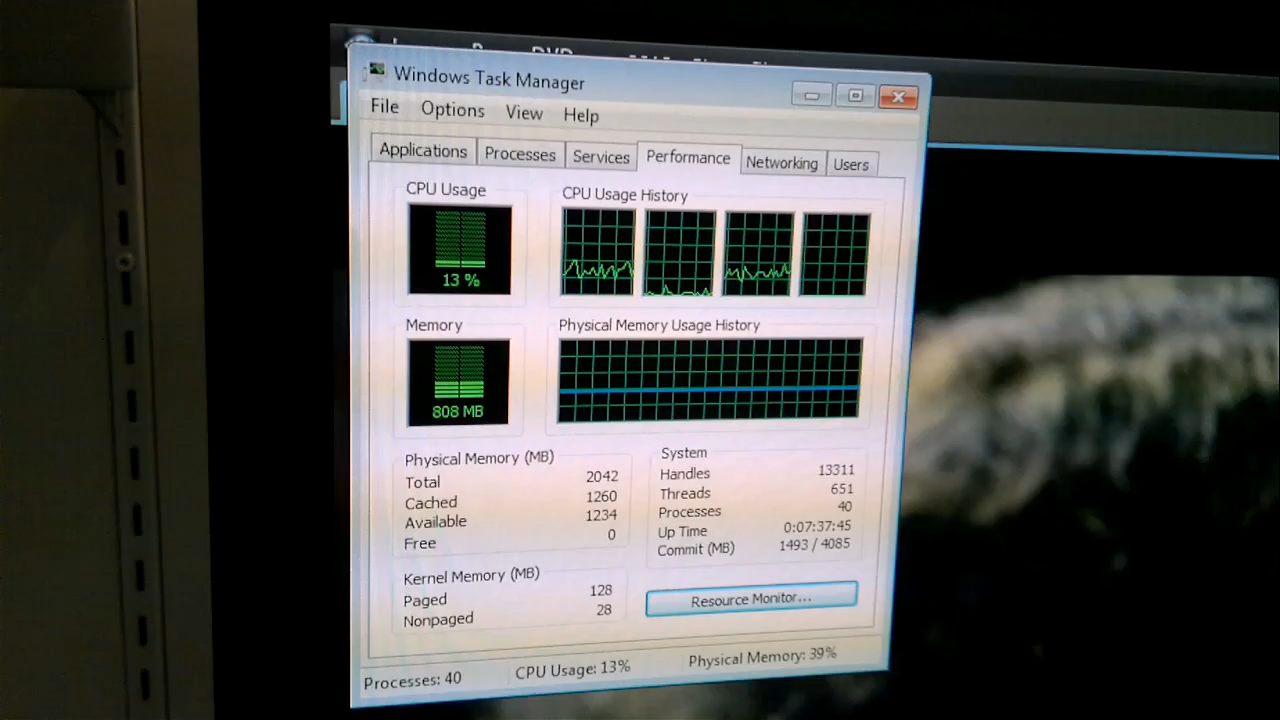 Windows Task Manager
File Options View Help
Applications Processes Services Performance Networking Users
CPU Usage CPU Usage History
13 %
Memory Physical Memory Usage History
808 MB
Physical Memory (MB)
Total 2042
Cached 1260
Available 1234
Free 0
System
Handles 13311
Threads 651
Processes 40
Up Time 0:07:37:45
Commit (MB) 1493 / 4085
Kernel Memory (MB)
Paged 128
Nonpaged 28
Resource Monitor...
Processes: 40 CPU Usage: 13% Physical Memory: 39%